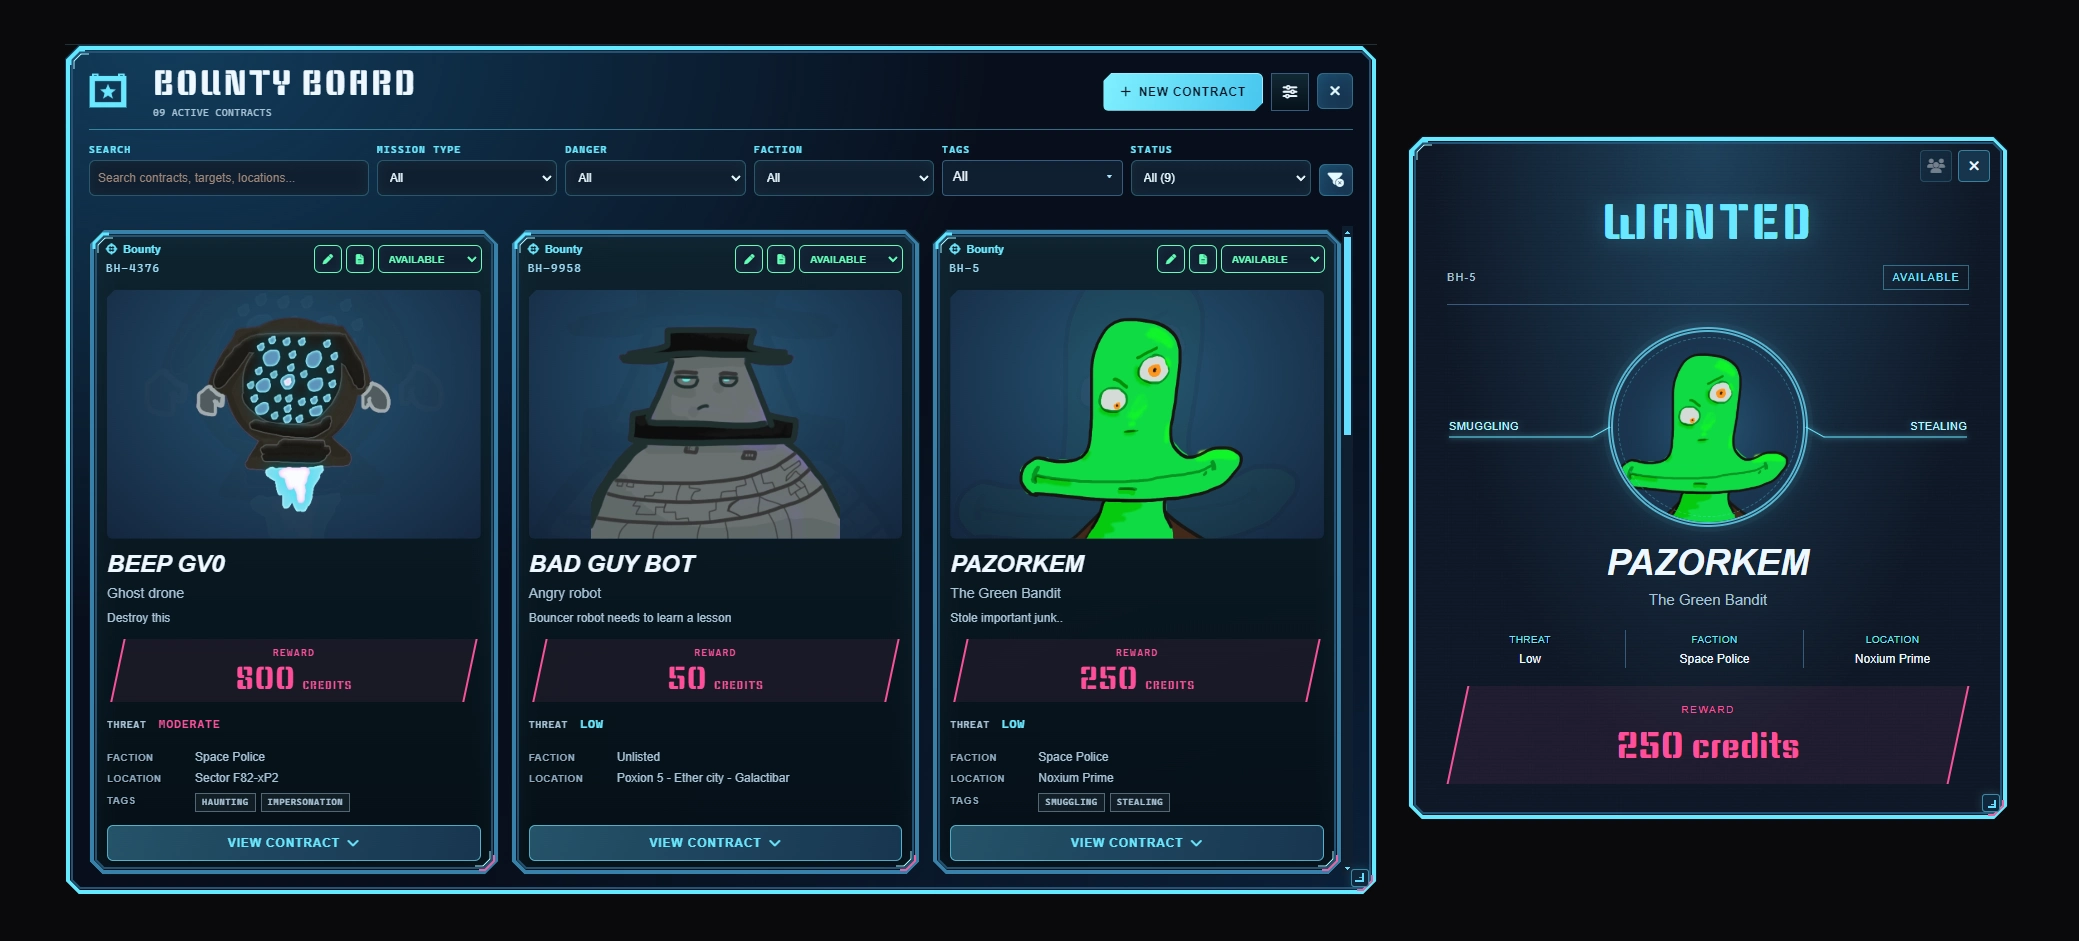 BOUNTY BOARD
09 ACTIVE CONTRACTS
+ NEW CONTRACT
SEARCH
MISSION TYPE
DANGER
FACTION
TAGS
STATUS
Search contracts, targets, locations...
All
All
All
All
All (9)
Bounty
BH-4376
AVAILABLE
BEEP GV0
Ghost drone
Destroy this
REWARD
800 CREDITS
THREAT MODERATE
FACTION Space Police
LOCATION Sector F82-xP2
TAGS HAUNTING IMPERSONATION
VIEW CONTRACT
Bounty
BH-9958
AVAILABLE
BAD GUY BOT
Angry robot
Bouncer robot needs to learn a lesson
REWARD
50 CREDITS
THREAT LOW
FACTION Unlisted
LOCATION Poxion 5 - Ether city - Galactibar
VIEW CONTRACT
Bounty
BH-5
AVAILABLE
PAZORKEM
The Green Bandit
Stole important junk..
REWARD
250 CREDITS
THREAT LOW
FACTION Space Police
LOCATION Noxium Prime
TAGS SMUGGLING STEALING
VIEW CONTRACT
WANTED
BH-5
AVAILABLE
SMUGGLING
STEALING
PAZORKEM
The Green Bandit
THREAT
Low
FACTION
Space Police
LOCATION
Noxium Prime
REWARD
250 credits